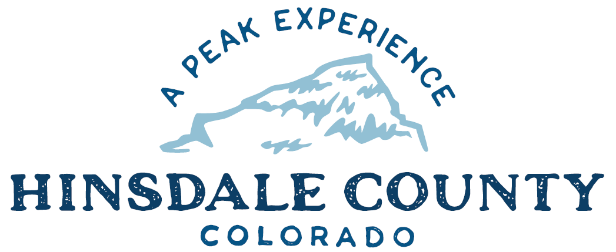 A PEAK EXPERIENCE
HINSDALE COUNTY
COLORADO